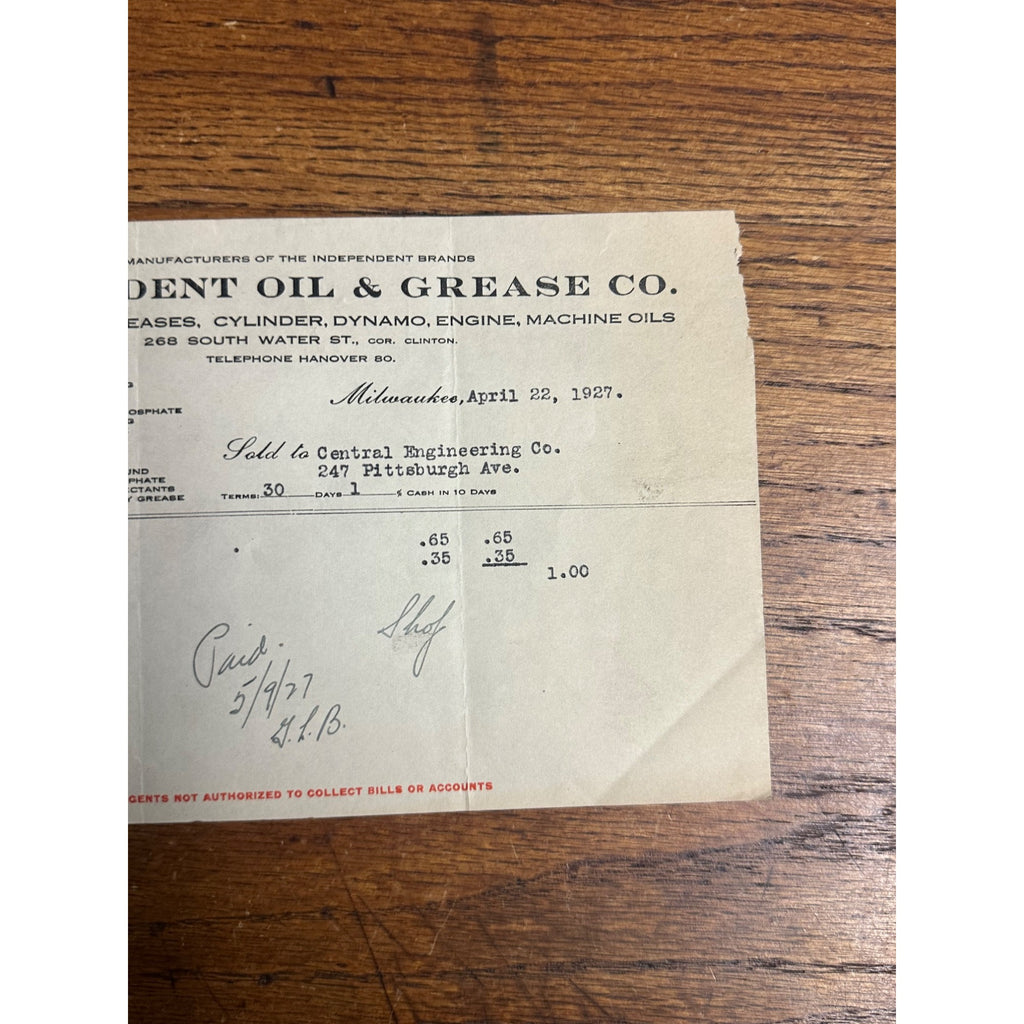 MANUFACTURERS OF THE INDEPENDENT BRANDS
DENT OIL & GREASE CO.
EASES, CYLINDER, DYNAMO, ENGINE, MACHINE OILS
268 SOUTH WATER ST., COR. CLINTON.
TELEPHONE HANOVER 80.
Milwaukee, April 22, 1927.
OSPHATE
Sold to Central Engineering Co.
247 Pittsburgh Ave.
UND
PHATE
CTANTS
Y GREASE
TERMS: 30 DAYS 1 % CASH IN 10 DAYS
.65 .65
.35 .35
1.00
Shop
Paid.
5/9/27
G.L.B.
GENTS NOT AUTHORIZED TO COLLECT BILLS OR ACCOUNTS